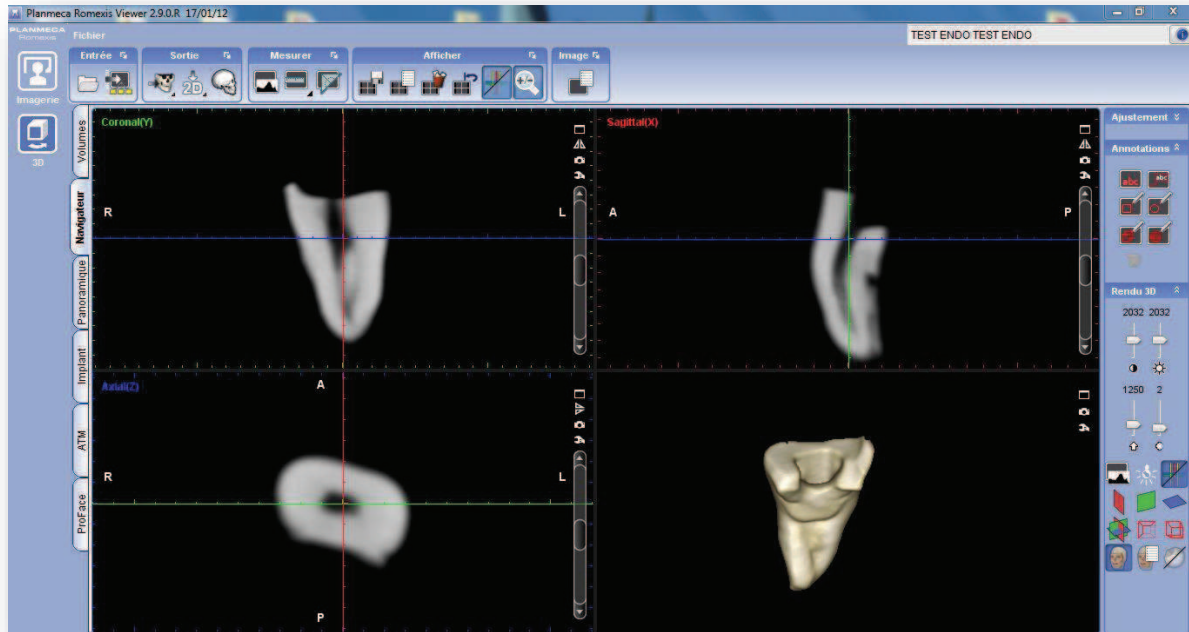 Planmeca Romexis Viewer 2.9.0.R 17/01/12
PLANMECA
Romexis
Fichier
TEST ENDO TEST ENDO
Entrée
Sortie
Mesurer
Afficher
Image
2D
Imagerie
3D
Volumes
Navigateur
Panoramique
Implant
ATM
ProFace
Coronal(Y)
R
L
Sagittal(X)
A
P
Axial(Z)
A
R
L
P
Ajustement
Annotations
abc
abc
Rendu 3D
2032 2032
1250 2